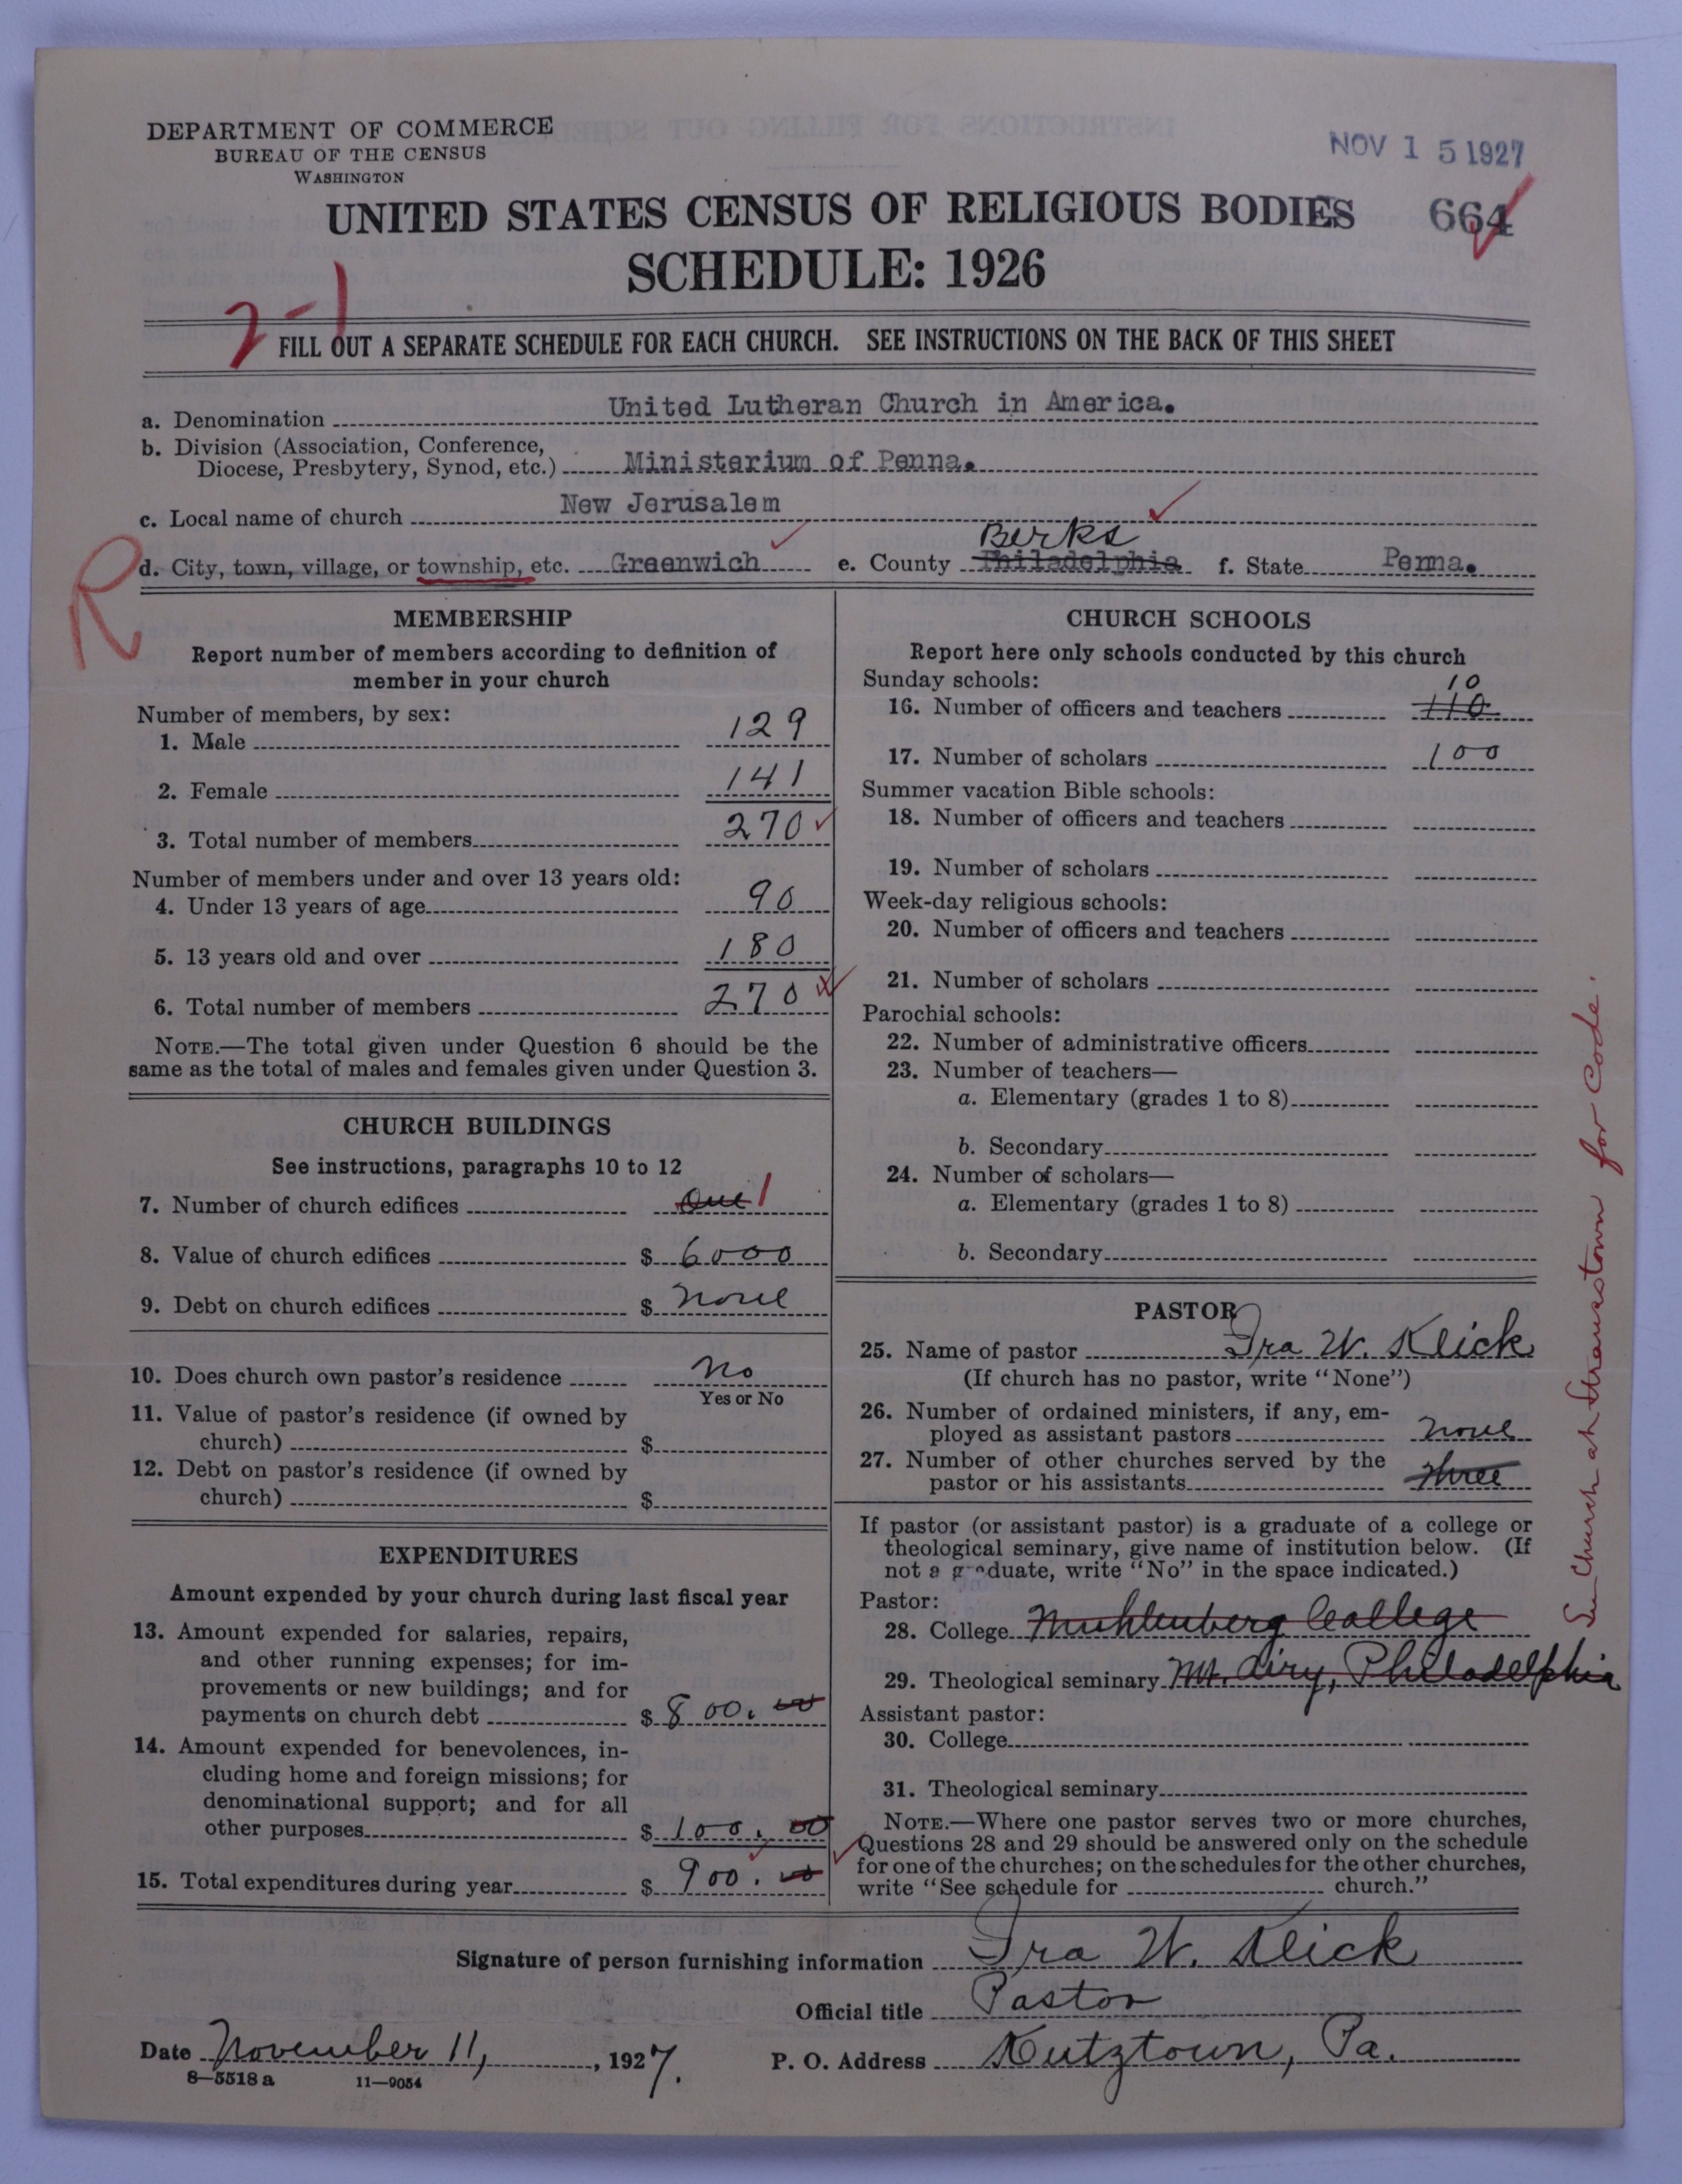 DEPARTMENT OF COMMERCE
BUREAU OF THE CENSUS
WASHINGTON
NOV 15 1927
UNITED STATES CENSUS OF RELIGIOUS BODIES 664
SCHEDULE: 1926
2-1
FILL OUT A SEPARATE SCHEDULE FOR EACH CHURCH. SEE INSTRUCTIONS ON THE BACK OF THIS SHEET
a. Denomination United Lutheran Church in America.
b. Division (Association, Conference,
Diocese, Presbytery, Synod, etc.) Ministerium of Penna.
c. Local name of church New Jerusalem
Berks
d. City, town, village, or township, etc. Greenwich e. County Philadelphia f. State Penna.
R
MEMBERSHIP
Report number of members according to definition of
member in your church
Number of members, by sex:
1. Male 129
2. Female 141
3. Total number of members 270
Number of members under and over 13 years old:
4. Under 13 years of age 90
5. 13 years old and over 180
6. Total number of members 270
NOTE.—The total given under Question 6 should be the
same as the total of males and females given under Question 3.
CHURCH BUILDINGS
See instructions, paragraphs 10 to 12
7. Number of church edifices One 1
8. Value of church edifices $ 6000
9. Debt on church edifices $ none
10. Does church own pastor's residence No
Yes or No
11. Value of pastor's residence (if owned by
church) $
12. Debt on pastor's residence (if owned by
church) $
EXPENDITURES
Amount expended by your church during last fiscal year
13. Amount expended for salaries, repairs,
and other running expenses; for im-
provements or new buildings; and for
payments on church debt $ 800.00
14. Amount expended for benevolences, in-
cluding home and foreign missions; for
denominational support; and for all
other purposes $ 100.00
15. Total expenditures during year $ 900.00
CHURCH SCHOOLS
Report here only schools conducted by this church
Sunday schools:
10
16. Number of officers and teachers 110
17. Number of scholars 100
Summer vacation Bible schools:
18. Number of officers and teachers
19. Number of scholars
Week-day religious schools:
20. Number of officers and teachers
21. Number of scholars
Parochial schools:
22. Number of administrative officers
23. Number of teachers—
a. Elementary (grades 1 to 8)
b. Secondary
24. Number of scholars—
a. Elementary (grades 1 to 8)
b. Secondary
PASTOR
25. Name of pastor Ira W. Klick
(If church has no pastor, write "None")
26. Number of ordained ministers, if any, em-
ployed as assistant pastors none
27. Number of other churches served by the
pastor or his assistants three
If pastor (or assistant pastor) is a graduate of a college or
theological seminary, give name of institution below. (If
not a graduate, write "No" in the space indicated.)
Pastor:
28. College Muhlenberg College
29. Theological seminary Mt. Airy, Philadelphia
Assistant pastor:
30. College
31. Theological seminary
NOTE.—Where one pastor serves two or more churches,
Questions 28 and 29 should be answered only on the schedule
for one of the churches; on the schedules for the other churches,
write "See schedule for church."
See Church at Strausstown for Code.
Signature of person furnishing information Ira W. Klick
Official title Pastor
Date November 11, 1927. P. O. Address Kutztown, Pa.
8—5518 a 11—9054